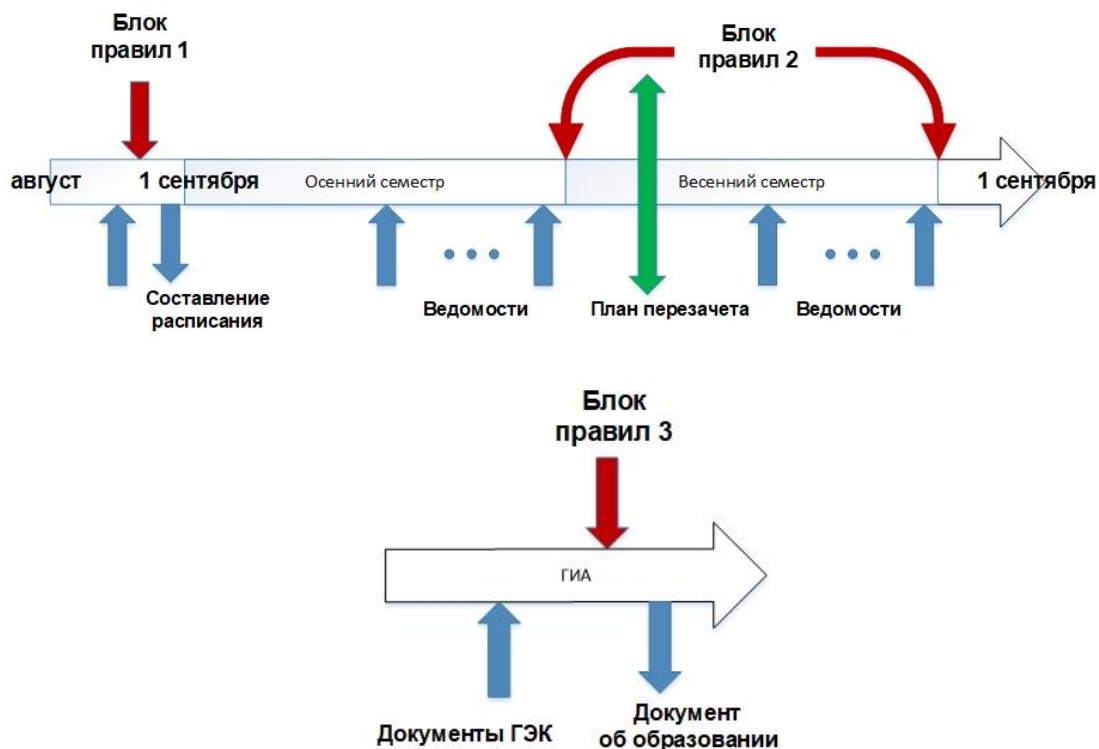 Блок
правил 1
Блок
правил 2
август
1 сентября
Осенний семестр
Весенний семестр
1 сентября
Составление
расписания
Ведомости
План перезачета
Ведомости
Блок
правил 3
ГИА
Документы ГЭК
Документ
об образовании